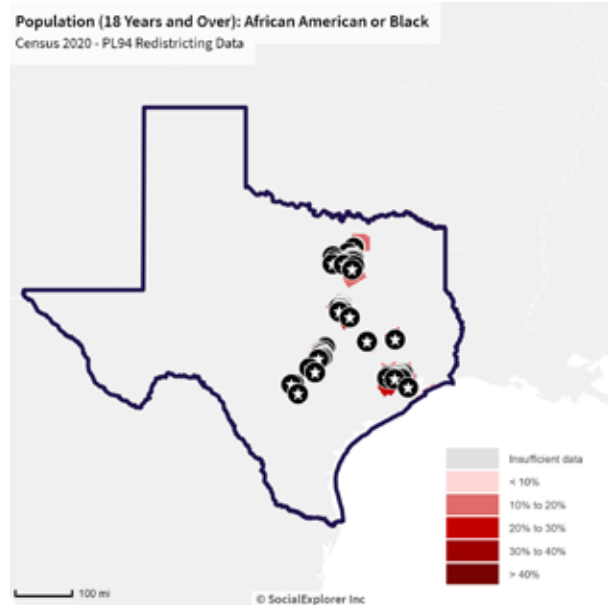 Population (18 Years and Over): African American or Black
Census 2020 - PL94 Redistricting Data
Insufficient data
< 10%
10% to 20%
20% to 30%
30% to 40%
> 40%
100 mi
© SocialExplorer Inc